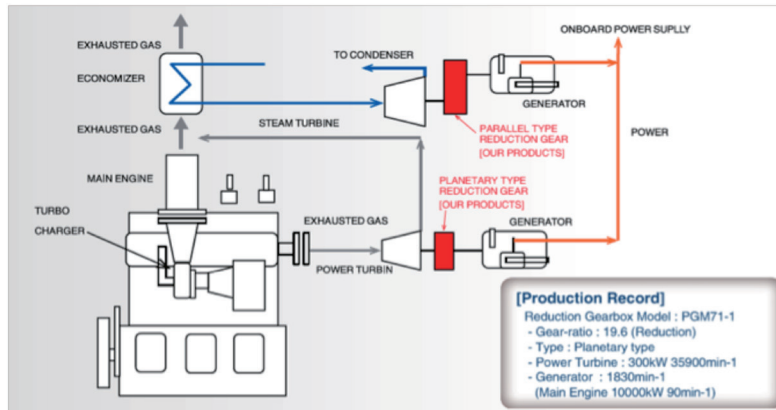 EXHAUSTED GAS
ECONOMIZER
EXHAUSTED GAS
TO CONDENSER
ONBOARD POWER SUPLLY
GENERATOR
STEAM TURBINE
PARALLEL TYPE
REDUCTION GEAR
[OUR PRODUCTS]
POWER
MAIN ENGINE
PLANETARY TYPE
REDUCTION GEAR
[OUR PRODUCTS]
TURBO
CHARGER
EXHAUSTED GAS
POWER TURBIN
GENERATOR
[Production Record]
Reduction Gearbox Model : PGM71-1
- Gear-ratio : 19.6 (Reduction)
- Type : Planetary type
- Power Turbine : 300kW 35900min-1
- Generator : 1830min-1
(Main Engine 10000kW 90min-1)